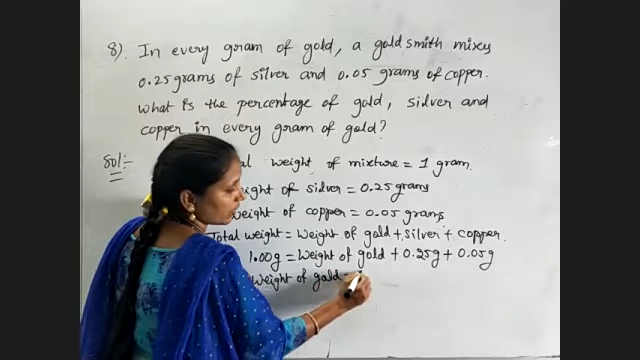 8). In every gram of gold, a gold smith mixes
0.25 grams of silver and 0.05 grams of copper.
What is the percentage of gold, silver and
copper in every gram of gold?
Sol:- weight of mixture = 1 gram.
weight of silver = 0.25 grams
weight of copper = 0.05 grams
Total weight = weight of gold + silver + copper.
1.00g = weight of gold + 0.25g + 0.05g
weight of gold =